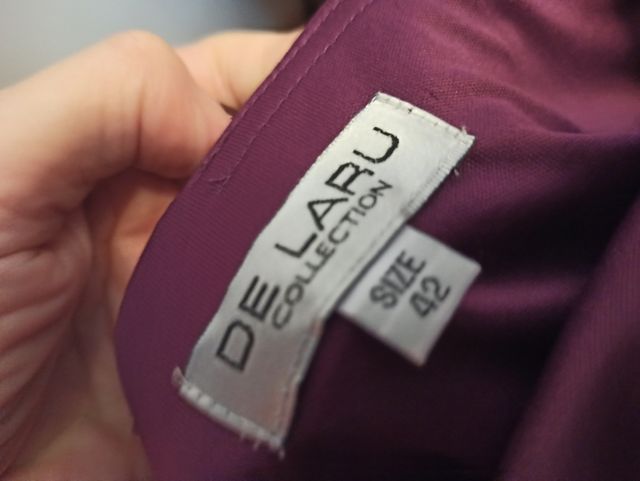 DE LARU
COLLECTION
SIZE
42